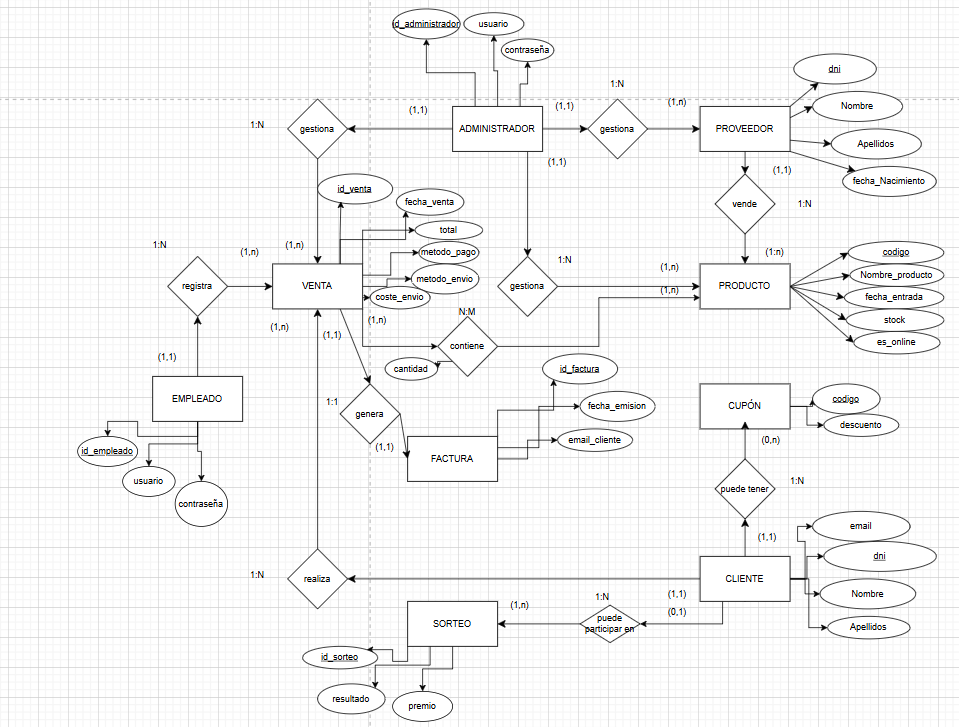 id_administrador
usuario
contraseña
1:N
dni
Nombre
Apellidos
fecha_Nacimiento
1:N
gestiona
(1,1)
ADMINISTRADOR
(1,1)
gestiona
(1,n)
PROVEEDOR
(1,1)
(1,1)
vende
1:N
id_venta
fecha_venta
total
metodo_pago
metodo_envio
coste_envio
1:N
(1,n)
(1,n)
registra
VENTA
(1,n)
(1,n)
(1,1)
gestiona
1:N
(1,n)
(1,n)
(1:n)
PRODUCTO
codigo
Nombre_producto
fecha_entrada
stock
es_online
N:M
contiene
cantidad
(1,1)
EMPLEADO
id_empleado
usuario
contraseña
1:1
genera
(1,1)
FACTURA
id_factura
fecha_emision
email_cliente
CUPÓN
codigo
descuento
(0,n)
puede tener
1:N
(1,1)
email
dni
Nombre
Apellidos
CLIENTE
1:N
realiza
(1,1)
(0,1)
1:N
puede
participar en
(1,n)
SORTEO
id_sorteo
resultado
premio